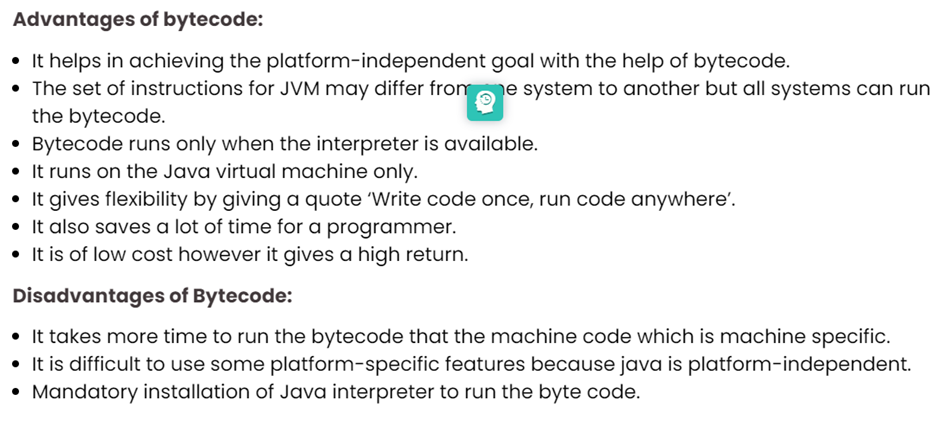 Advantages of bytecode:
• It helps in achieving the platform-independent goal with the help of bytecode.
• The set of instructions for JVM may differ from system to another but all systems can run
the bytecode.
• Bytecode runs only when the interpreter is available.
• It runs on the Java virtual machine only.
• It gives flexibility by giving a quote ‘Write code once, run code anywhere’.
• It also saves a lot of time for a programmer.
• It is of low cost however it gives a high return.
Disadvantages of Bytecode:
• It takes more time to run the bytecode that the machine code which is machine specific.
• It is difficult to use some platform-specific features because java is platform-independent.
• Mandatory installation of Java interpreter to run the byte code.